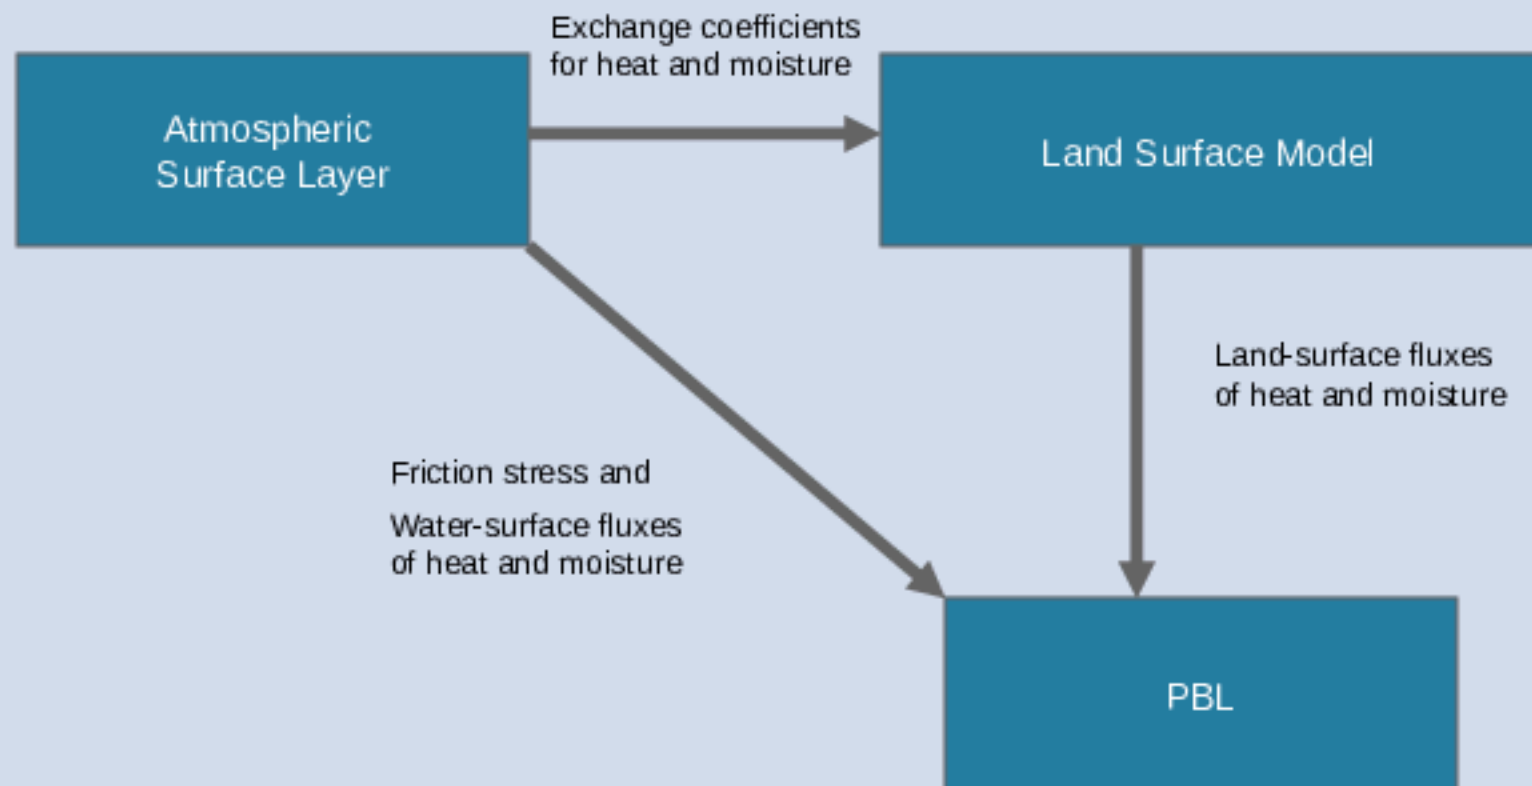 Exchange coefficients
for heat and moisture
Atmospheric
Surface Layer
Land Surface Model
Land-surface fluxes
of heat and moisture
Friction stress and
Water-surface fluxes
of heat and moisture
PBL